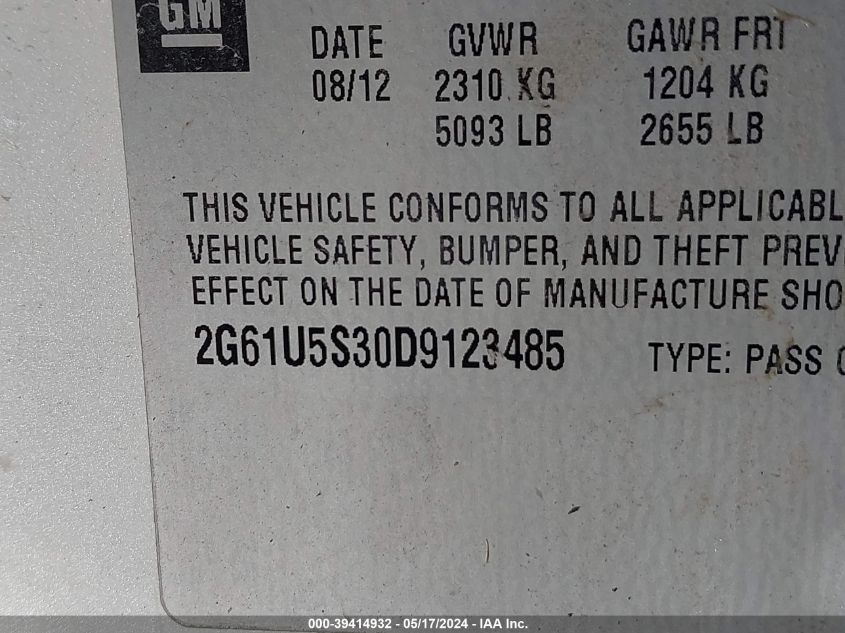 GM
DATE GVWR GAWR FRT
08/12 2310 KG 1204 KG
5093 LB 2655 LB
THIS VEHICLE CONFORMS TO ALL APPLICABL
VEHICLE SAFETY, BUMPER, AND THEFT PREV
EFFECT ON THE DATE OF MANUFACTURE SHO
2G61U5S30D9123485 TYPE: PASS C
000-39414932 - 05/17/2024 - IAA Inc.